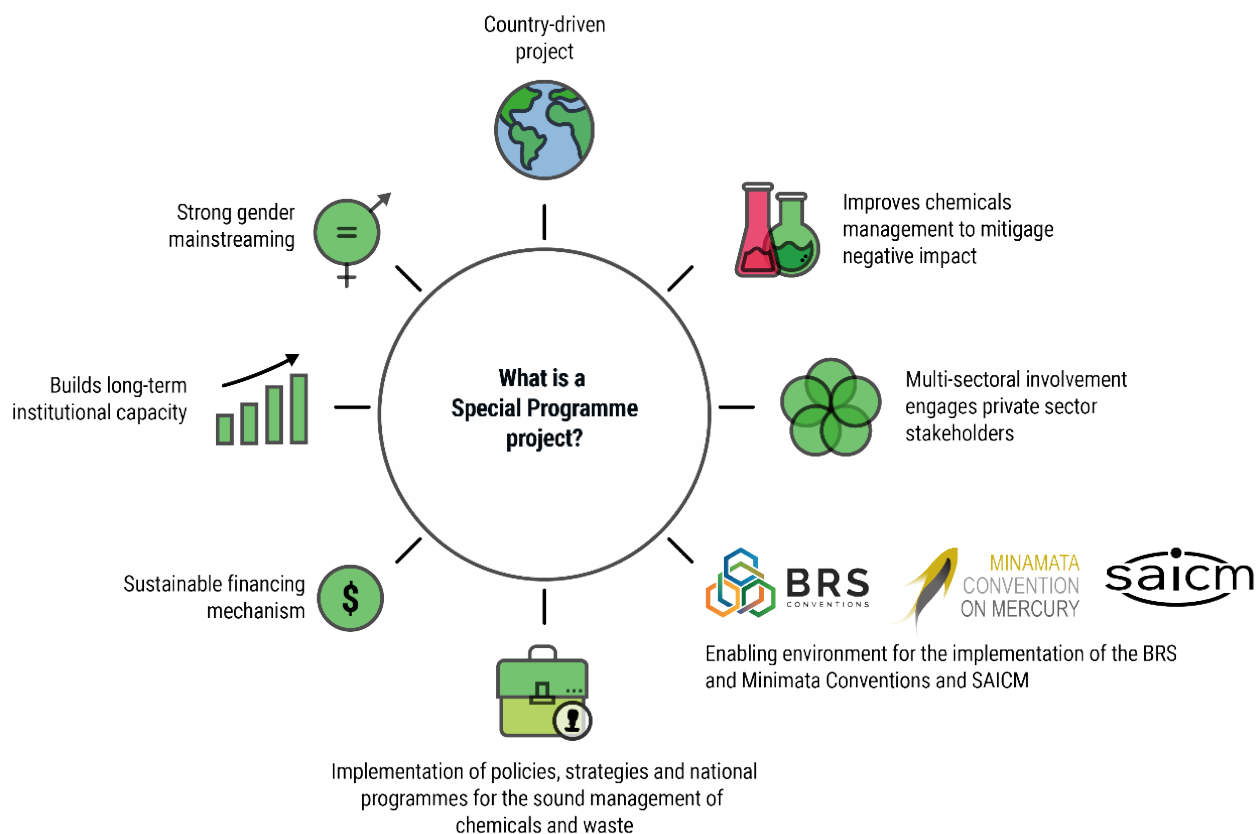 Country-driven
project
Improves chemicals
management to mitigage
negative impact
Multi-sectoral involvement
engages private sector
stakeholders
BRS
CONVENTIONS
MINAMATA
CONVENTION
ON MERCURY
saicm
Enabling environment for the implementation of the BRS
and Minimata Conventions and SAICM
Implementation of policies, strategies and national
programmes for the sound management of
chemicals and waste
$
Sustainable financing
mechanism
Builds long-term
institutional capacity
Strong gender
mainstreaming
=
What is a
Special Programme
project?